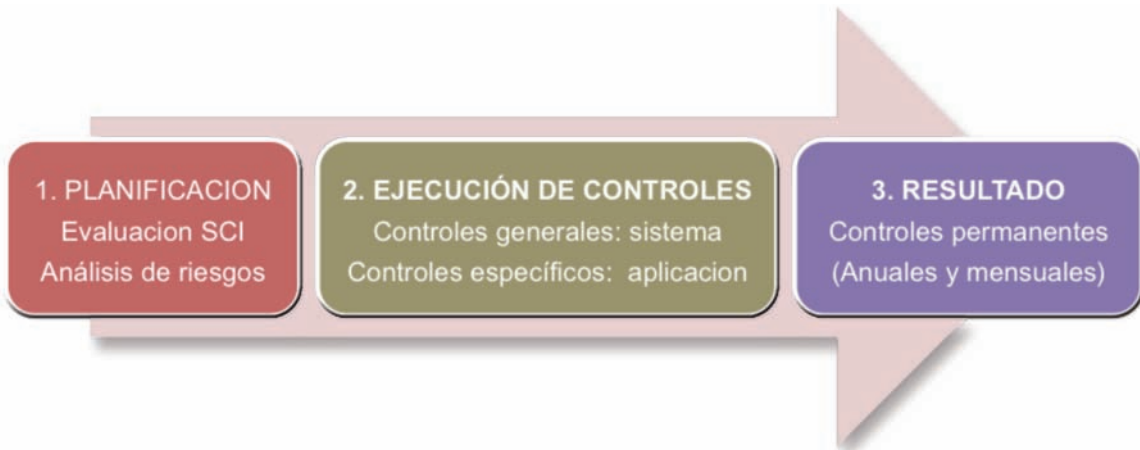 1. PLANIFICACION
Evaluacion SCI
Análisis de riesgos
2. EJECUCIÓN DE CONTROLES
Controles generales: sistema
Controles específicos: aplicacion
3. RESULTADO
Controles permanentes
(Anuales y mensuales)